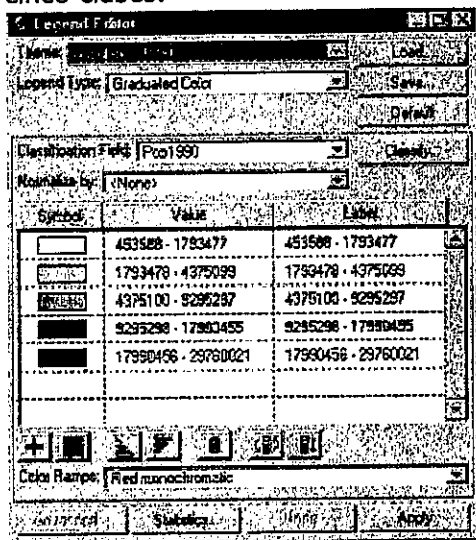 Legend Editor
Load...
Legend Type: Graduated Color
Save...
Default
Classification Field: Pop1990
Classify...
Normalize by: <None>
Symbol Value Label
453588 - 1793477 453588 - 1793477
1793478 - 4375099 1793478 - 4375099
4375100 - 9295297 4375100 - 9295297
9295298 - 17990455 9295298 - 17990455
17990456 - 29760021 17990456 - 29760021
Color Ramps: Red monochromatic
Advanced... Statistics... Undo Apply